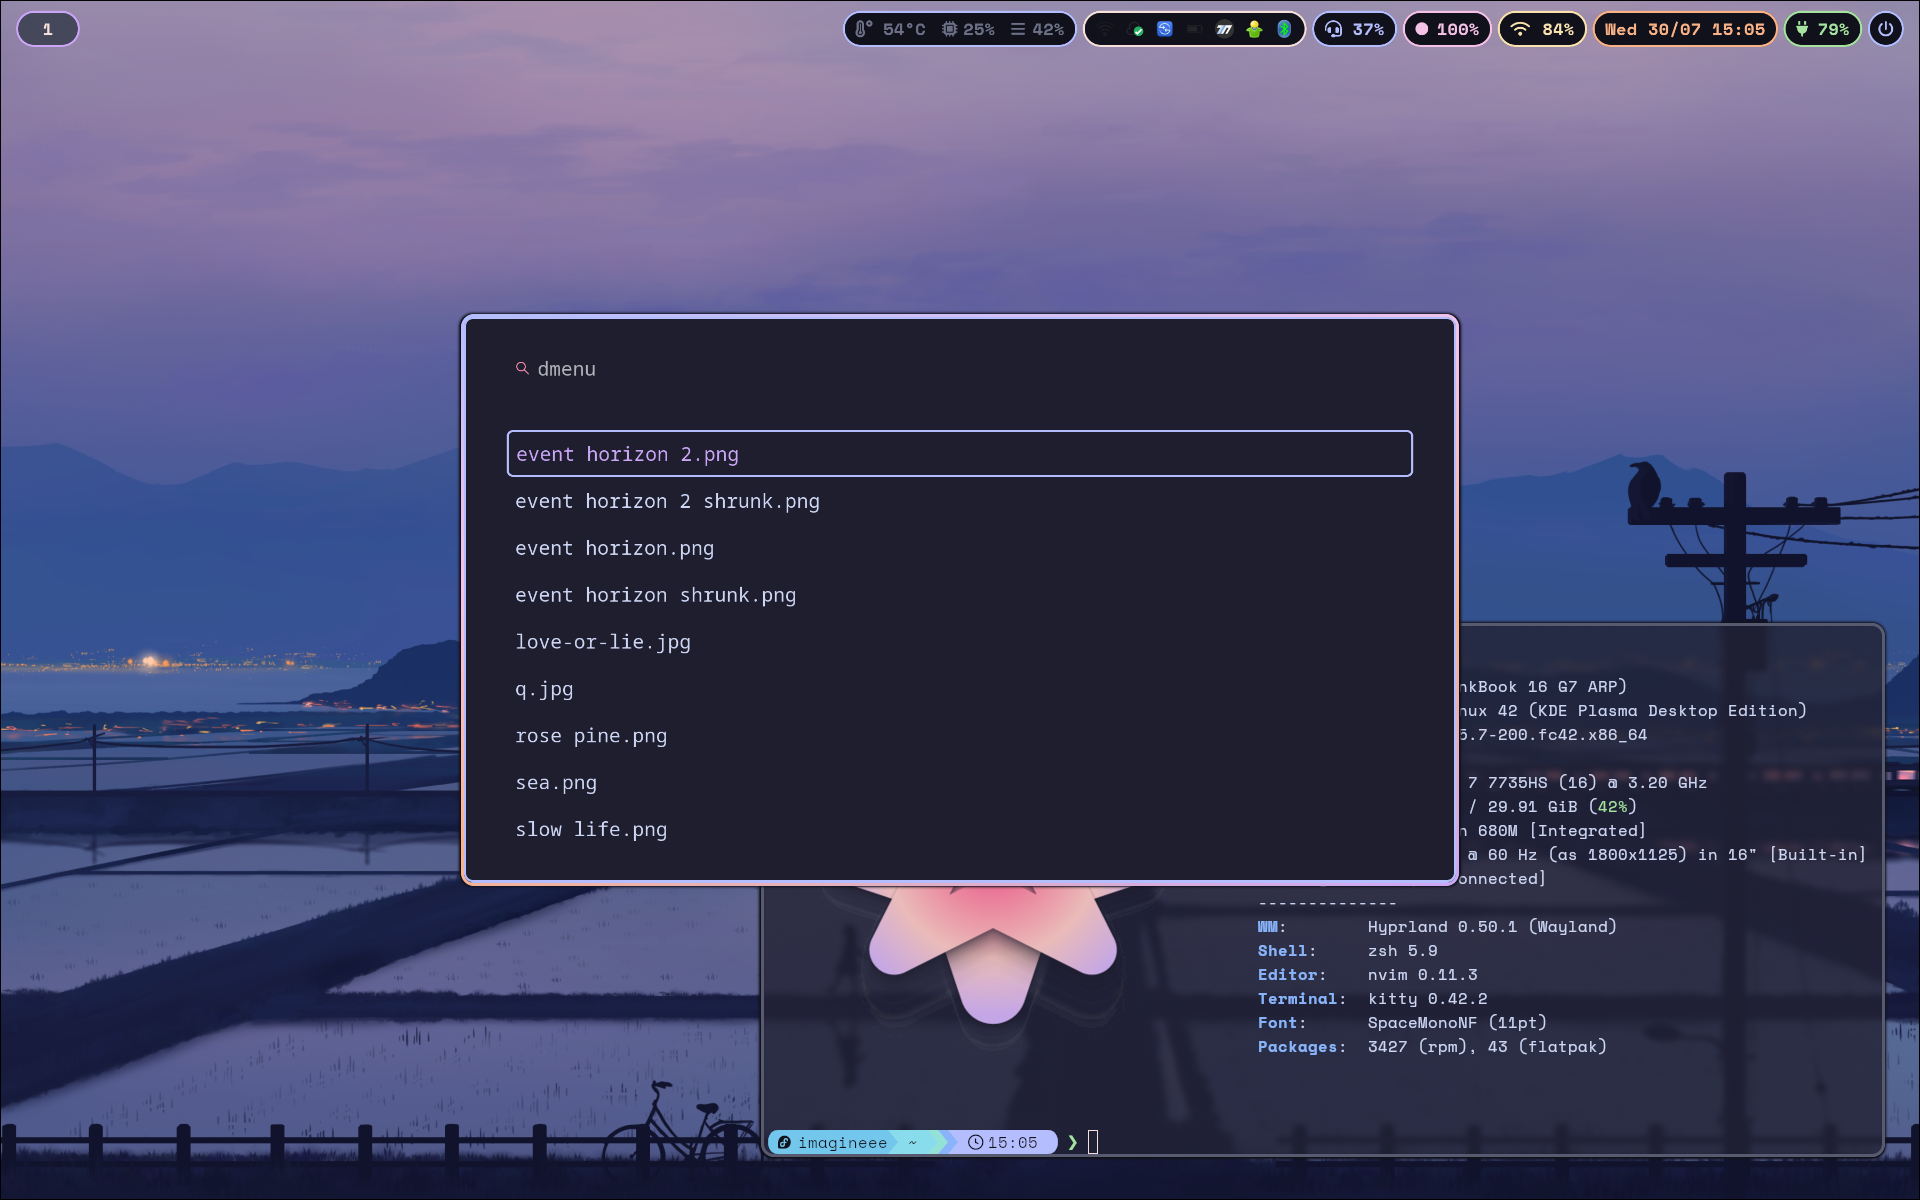 1
54°C 25% 42% 37% 100% 84% Wed 30/07 15:05 79%
dmenu
event horizon 2.png
event horizon 2 shrunk.png
event horizon.png
event horizon shrunk.png
love-or-lie.jpg
q.jpg
rose pine.png
sea.png
slow life.png
nkBook 16 G7 ARP)
nux 42 (KDE Plasma Desktop Edition)
5.7-200.fc42.x86_64
7 7735HS (16) @ 3.20 GHz
/ 29.91 GiB (42%)
n 680M [Integrated]
@ 60 Hz (as 1800x1125) in 16" [Built-in]
onnected]
--------------
WM: Hyprland 0.50.1 (Wayland)
Shell: zsh 5.9
Editor: nvim 0.11.3
Terminal: kitty 0.42.2
Font: SpaceMonoNF (11pt)
Packages: 3427 (rpm), 43 (flatpak)
imagineee ~ 15:05 ❯